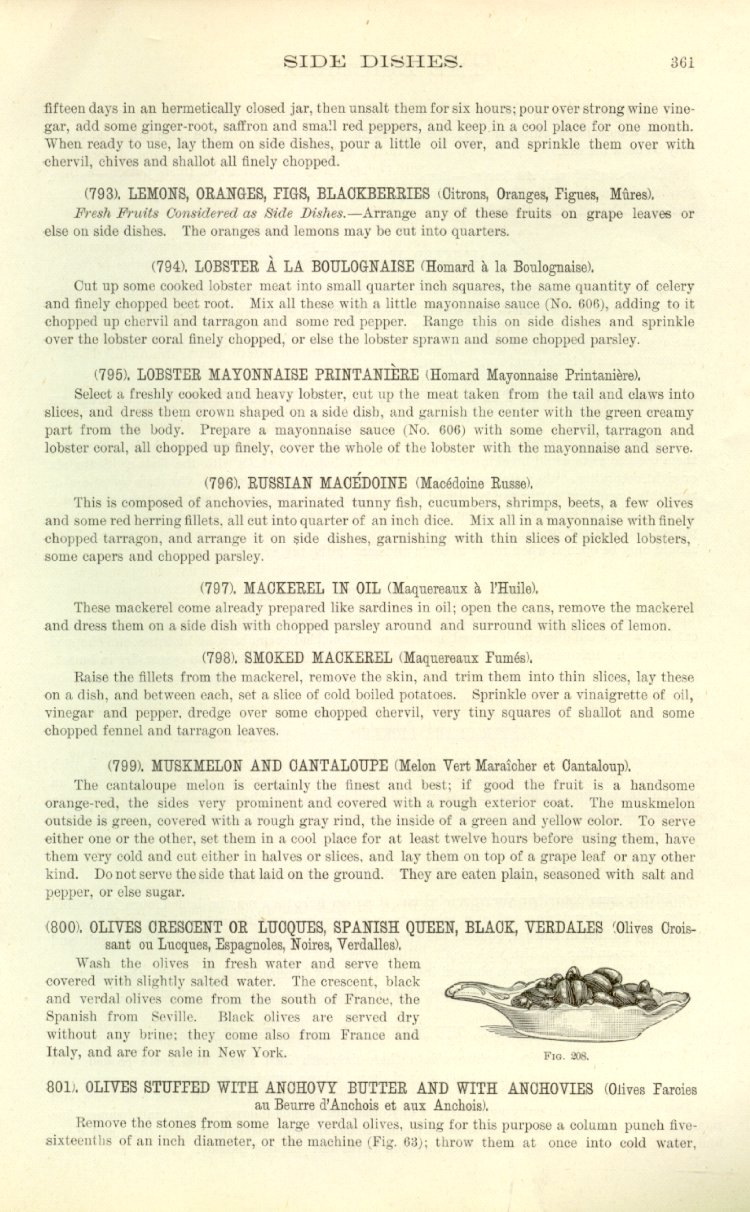 SIDE DISHES.
361
fifteen days in an hermetically closed jar, then unsalt them for six hours; pour over strong wine vine-
gar, add some ginger-root, saffron and small red peppers, and keep in a cool place for one month.
When ready to use, lay them on side dishes, pour a little oil over, and sprinkle them over with
chervil, chives and shallot all finely chopped.
(793). LEMONS, ORANGES, FIGS, BLACKBERRIES (Citrons, Oranges, Figues, Mûres).
Fresh Fruits Considered as Side Dishes.—Arrange any of these fruits on grape leaves or
else on side dishes. The oranges and lemons may be cut into quarters.
(794). LOBSTER À LA BOULOGNAISE (Homard à la Boulognaise).
Cut up some cooked lobster meat into small quarter inch squares, the same quantity of celery
and finely chopped beet root. Mix all these with a little mayonnaise sauce (No. 606), adding to it
chopped up chervil and tarragon and some red pepper. Range this on side dishes and sprinkle
over the lobster coral finely chopped, or else the lobster sprawn and some chopped parsley.
(795). LOBSTER MAYONNAISE PRINTANIÈRE (Homard Mayonnaise Printanière).
Select a freshly cooked and heavy lobster, cut up the meat taken from the tail and claws into
slices, and dress them crown shaped on a side dish, and garnish the center with the green creamy
part from the body. Prepare a mayonnaise sauce (No. 606) with some chervil, tarragon and
lobster coral, all chopped up finely, cover the whole of the lobster with the mayonnaise and serve.
(796). RUSSIAN MACÉDOINE (Macédoine Russe).
This is composed of anchovies, marinated tunny fish, cucumbers, shrimps, beets, a few olives
and some red herring fillets, all cut into quarter of an inch dice. Mix all in a mayonnaise with finely
chopped tarragon, and arrange it on side dishes, garnishing with thin slices of pickled lobsters,
some capers and chopped parsley.
(797). MACKEREL IN OIL (Maquereaux à l'Huile).
These mackerel come already prepared like sardines in oil; open the cans, remove the mackerel
and dress them on a side dish with chopped parsley around and surround with slices of lemon.
(798). SMOKED MACKEREL (Maquereaux Fumés).
Raise the fillets from the mackerel, remove the skin, and trim them into thin slices, lay these
on a dish, and between each, set a slice of cold boiled potatoes. Sprinkle over a vinaigrette of oil,
vinegar and pepper, dredge over some chopped chervil, very tiny squares of shallot and some
chopped fennel and tarragon leaves.
(799). MUSKMELON AND CANTALOUPE (Melon Vert Maraîcher et Cantaloup).
The cantaloupe melon is certainly the finest and best; if good the fruit is a handsome
orange-red, the sides very prominent and covered with a rough exterior coat. The muskmelon
outside is green, covered with a rough gray rind, the inside of a green and yellow color. To serve
either one or the other, set them in a cool place for at least twelve hours before using them, have
them very cold and cut either in halves or slices, and lay them on top of a grape leaf or any other
kind. Do not serve the side that laid on the ground. They are eaten plain, seasoned with salt and
pepper, or else sugar.
(800). OLIVES CRESCENT OR LUCQUES, SPANISH QUEEN, BLACK, VERDALES (Olives Crois-
sant ou Lucques, Espagnoles, Noires, Verdalles).
Wash the olives in fresh water and serve them
covered with slightly salted water. The crescent, black
and verdal olives come from the south of France, the
Spanish from Seville. Black olives are served dry
without any brine; they come also from France and
Italy, and are for sale in New York.
FIG. 208.
801). OLIVES STUFFED WITH ANCHOVY BUTTER AND WITH ANCHOVIES (Olives Farcies
au Beurre d'Anchois et aux Anchois).
Remove the stones from some large verdal olives, using for this purpose a column punch five-
sixteenths of an inch diameter, or the machine (Fig. 63); throw them at once into cold water,